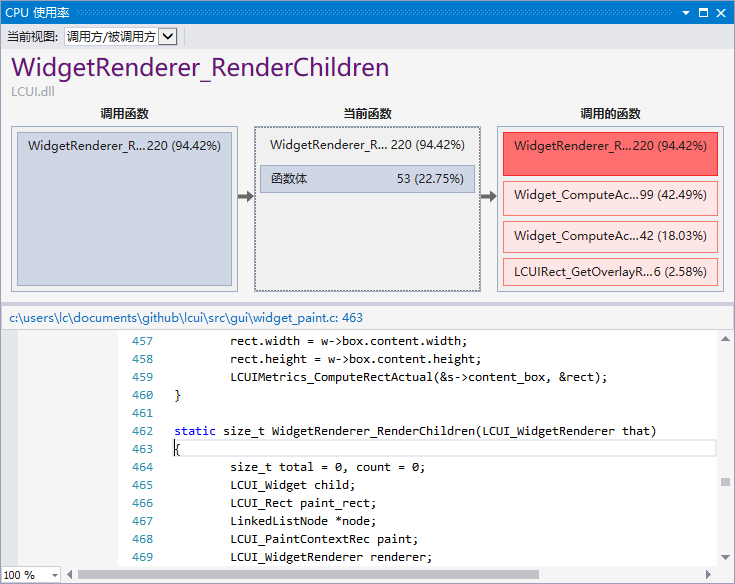 CPU 使用率
当前视图: 调用方/被调用方
WidgetRenderer_RenderChildren
LCUI.dll
调用函数 当前函数 调用的函数
WidgetRenderer_R...220 (94.42%)
WidgetRenderer_R... 220 (94.42%)
函数体 53 (22.75%)
WidgetRenderer_R...220 (94.42%)
Widget_ComputeAc...99 (42.49%)
Widget_ComputeAc...42 (18.03%)
LCUIRect_GetOverlayR...6 (2.58%)
c:\users\lc\documents\github\lcui\src\gui\widget_paint.c: 463
457 rect.width = w->box.content.width;
458 rect.height = w->box.content.height;
459 LCUIMetrics_ComputeRectActual(&s->content_box, &rect);
460 }
461
462 static size_t WidgetRenderer_RenderChildren(LCUI_WidgetRenderer that)
463 {
464 size_t total = 0, count = 0;
465 LCUI_Widget child;
466 LCUI_Rect paint_rect;
467 LinkedListNode *node;
468 LCUI_PaintContextRec paint;
469 LCUI_WidgetRenderer renderer;
100 %